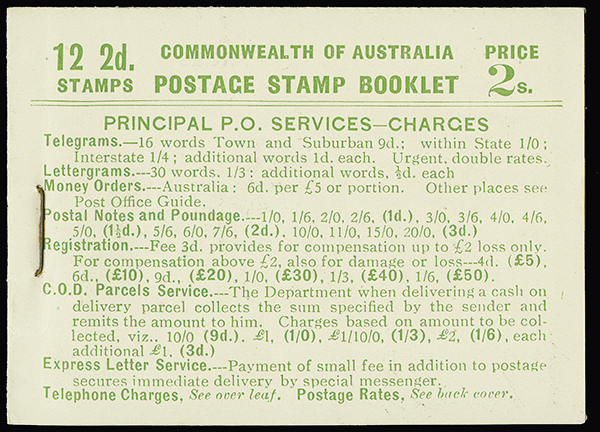 12 2d. COMMONWEALTH OF AUSTRALIA PRICE
STAMPS POSTAGE STAMP BOOKLET 2s.
PRINCIPAL P.O. SERVICES—CHARGES
Telegrams.—16 words Town and Suburban 9d.; within State 1/0;
Interstate 1/4; additional words 1d. each. Urgent, double rates.
Lettergrams.---30 words, 1/3: additional words, ½d. each
Money Orders.---Australia: 6d. per £5 or portion. Other places see
Post Office Guide.
Postal Notes and Poundage.---1/0, 1/6, 2/0, 2/6, (1d.), 3/0, 3/6, 4/0, 4/6,
5/0, (1½d.), 5/6, 6/0, 7/6, (2d.), 10/0, 11/0, 15/0, 20/0, (3d.)
Registration.---Fee 3d. provides for compensation up to £2 loss only.
For compensation above £2, also for damage or loss---4d. (£5),
6d., (£10), 9d., (£20), 1/0, (£30), 1/3, (£40), 1/6, (£50).
C.O.D. Parcels Service.---The Department when delivering a cash on
delivery parcel collects the sum specified by the sender and
remits the amount to him. Charges based on amount to be col-
lected, viz., 10/0 (9d.). £1, (1/0), £1/10/0, (1/3), £2, (1/6), each
additional £1, (3d.)
Express Letter Service.---Payment of small fee in addition to postage
secures immediate delivery by special messenger.
Telephone Charges, See over leaf. Postage Rates, See back cover.